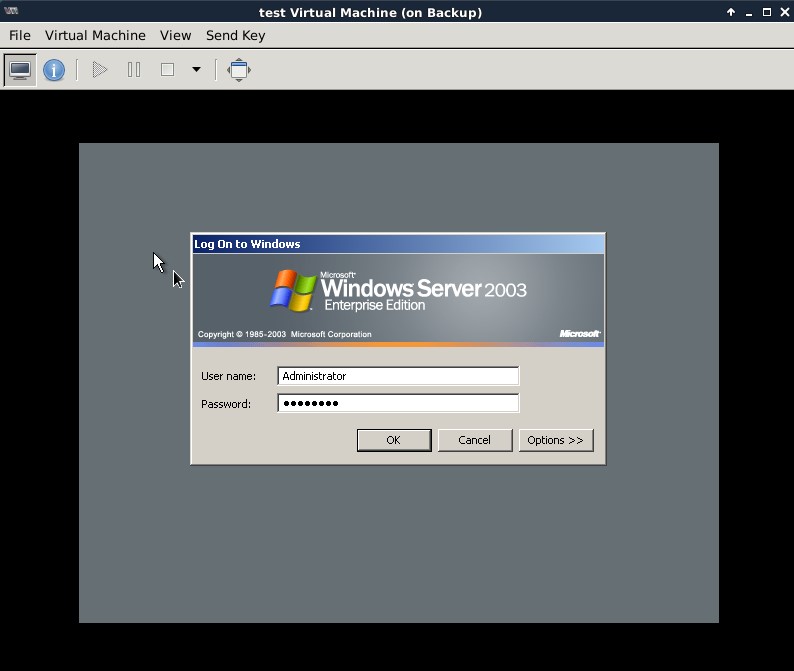 test Virtual Machine (on Backup)
File Virtual Machine View Send Key
Log On to Windows
Microsoft
Windows Server 2003
Enterprise Edition
Copyright © 1985-2003 Microsoft Corporation Microsoft
User name: Administrator
Password: ●●●●●●●●
OK Cancel Options >>